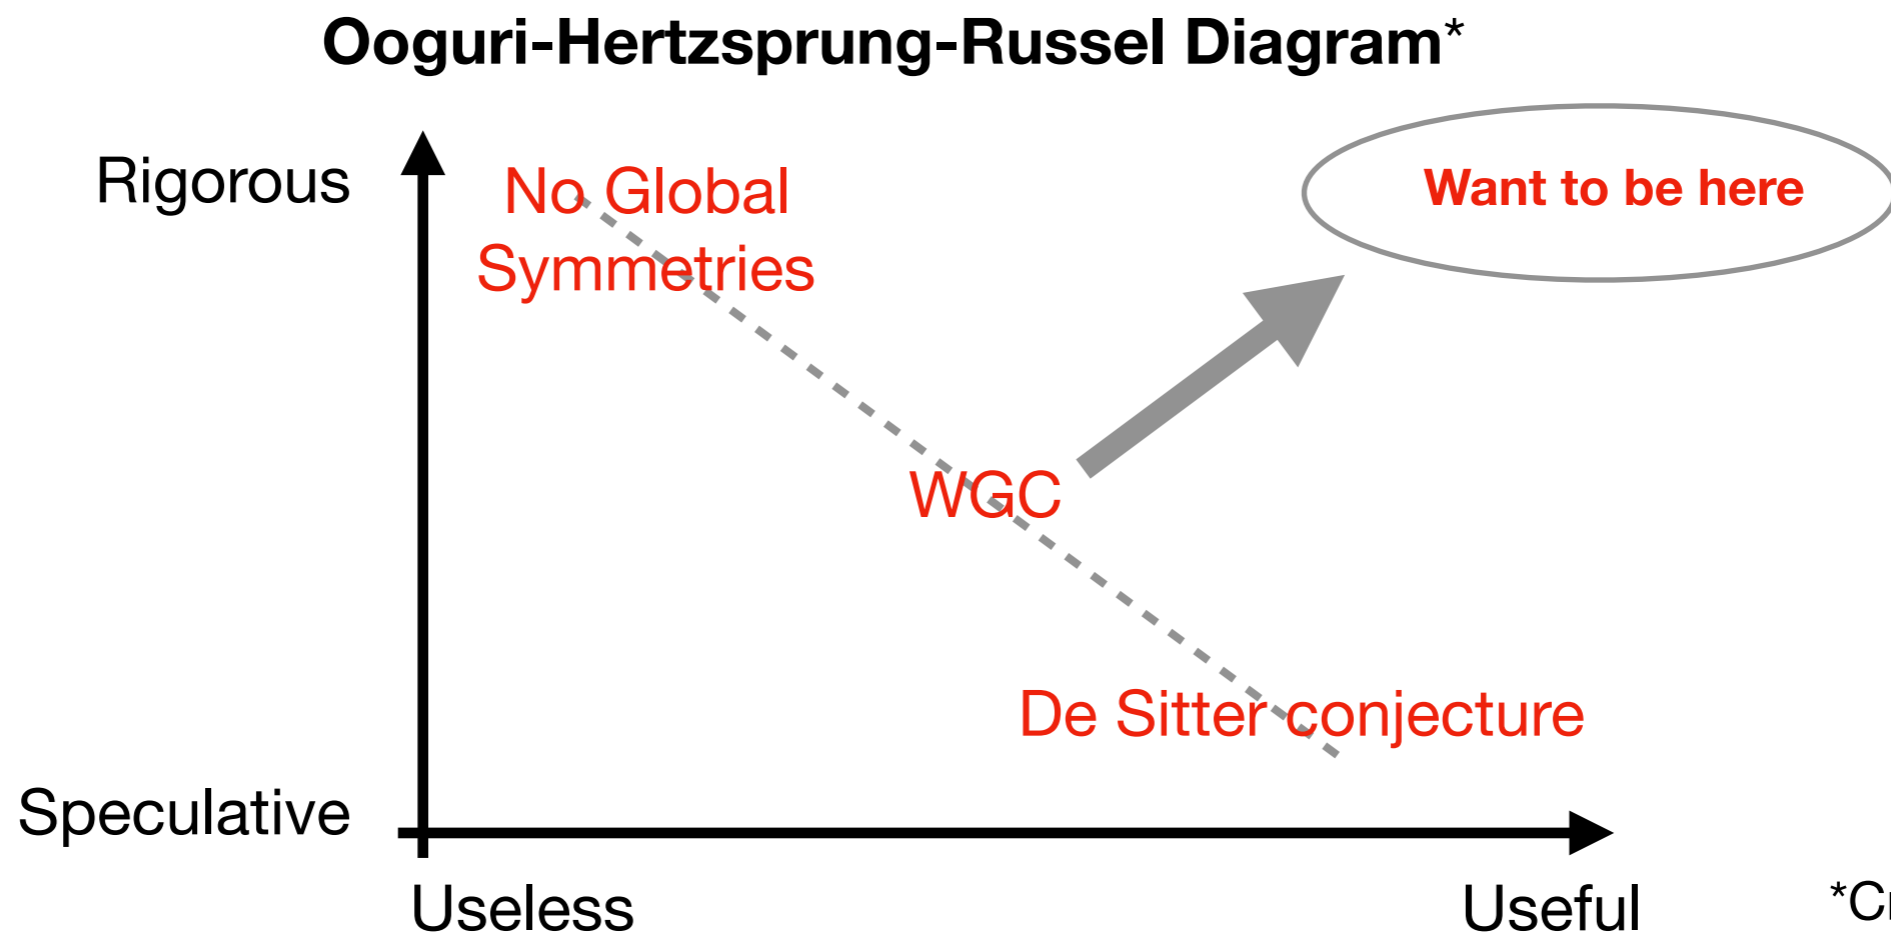 Ooguri-Hertzsprung-Russel Diagram*
Rigorous
No Global
Symmetries
Want to be here
WGC
De Sitter conjecture
Speculative
Useless
Useful